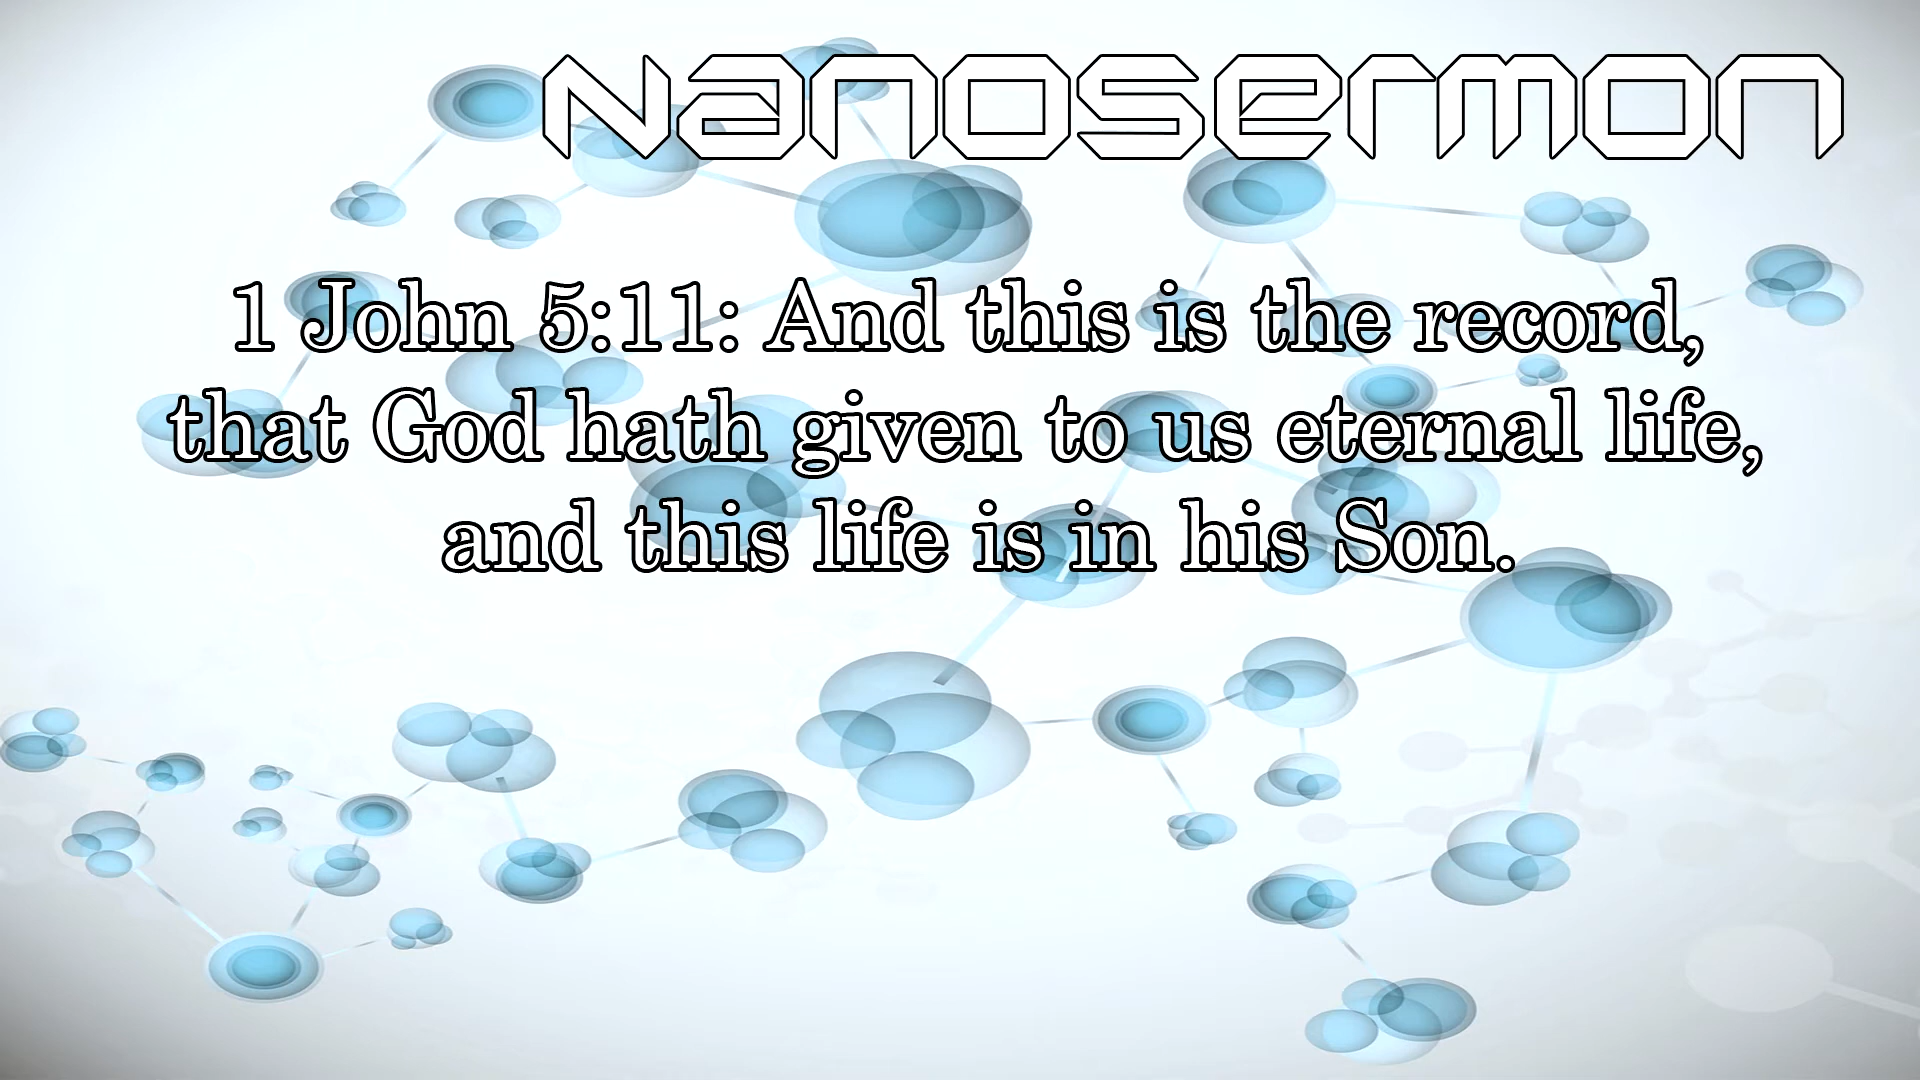 Nanosermon
1 John 5:11: And this is the record,
that God hath given to us eternal life,
and this life is in his Son.